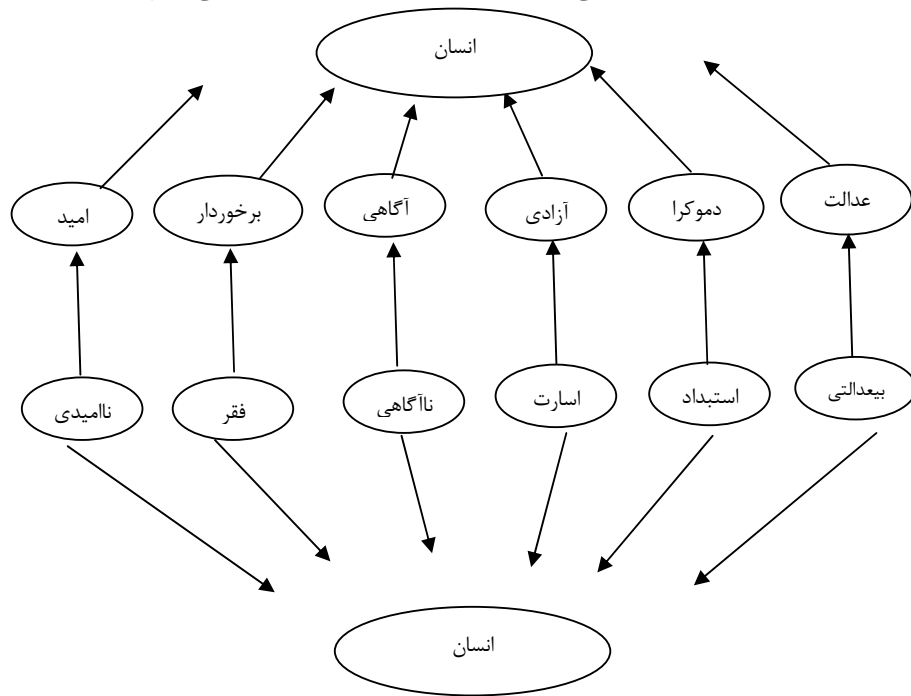 انسان
عدالت
دموکرا
آزادی
آگاهی
برخوردار
امید
بیعدالتی
استبداد
اسارت
ناآگاهی
فقر
ناامیدی
انسان